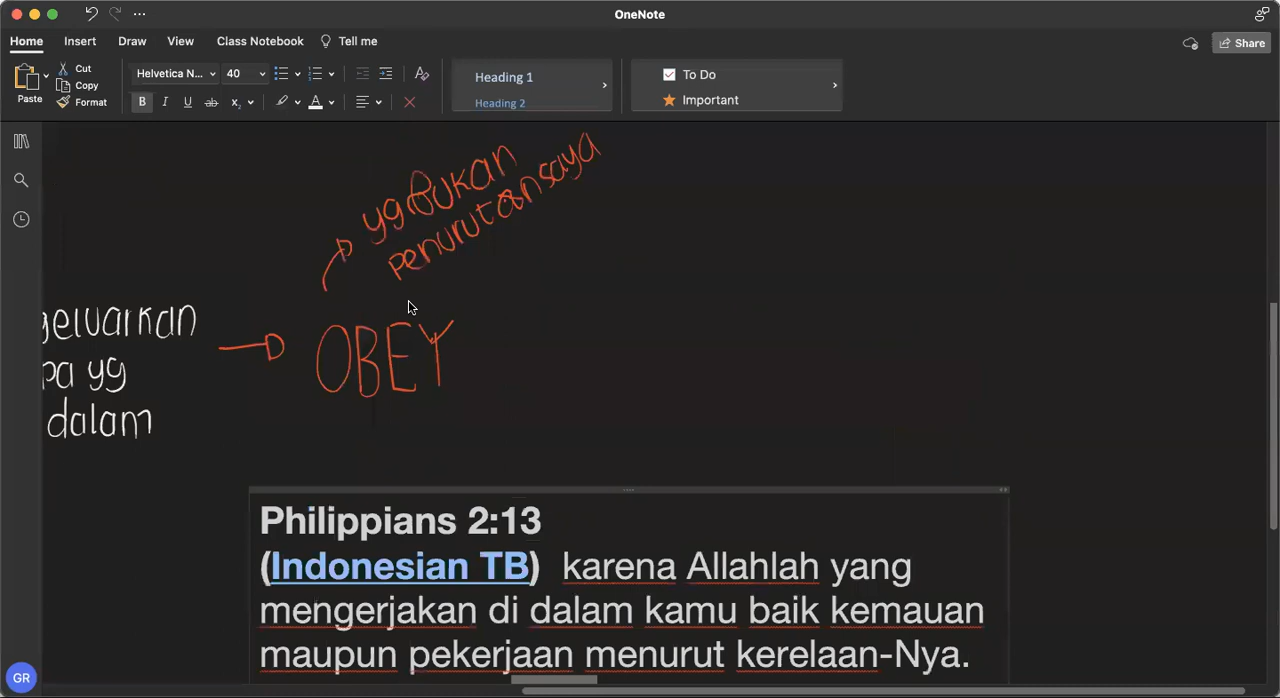 OneNote
Home Insert Draw View Class Notebook Tell me Share
Paste Cut Copy Format
Helvetica N... 40
B I U ab x₂ A
Heading 1
Heading 2
To Do
Important
yg Bukan
penurutan saya
geluarkan
pa yg
dalam
OBEY
Philippians 2:13
(Indonesian TB) karena Allahlah yang
mengerjakan di dalam kamu baik kemauan
maupun pekerjaan menurut kerelaan-Nya.
GR